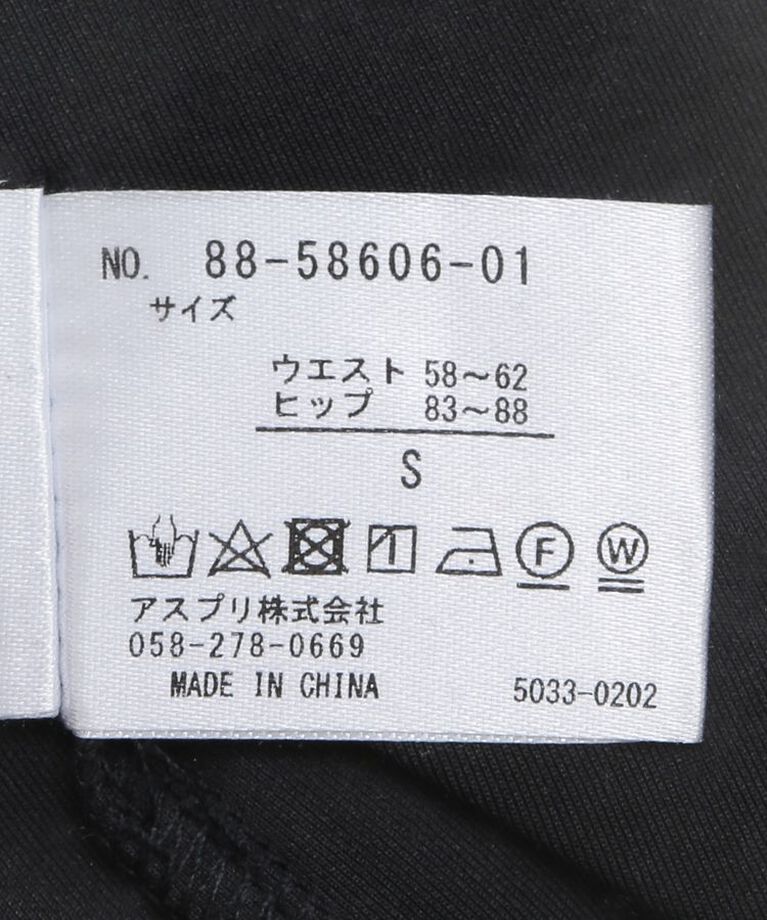 NO. 88-58606-01
サイズ
ウエスト 58～62
ヒップ 83～88
S
F W
アスプリ株式会社
058-278-0669
MADE IN CHINA 5033-0202